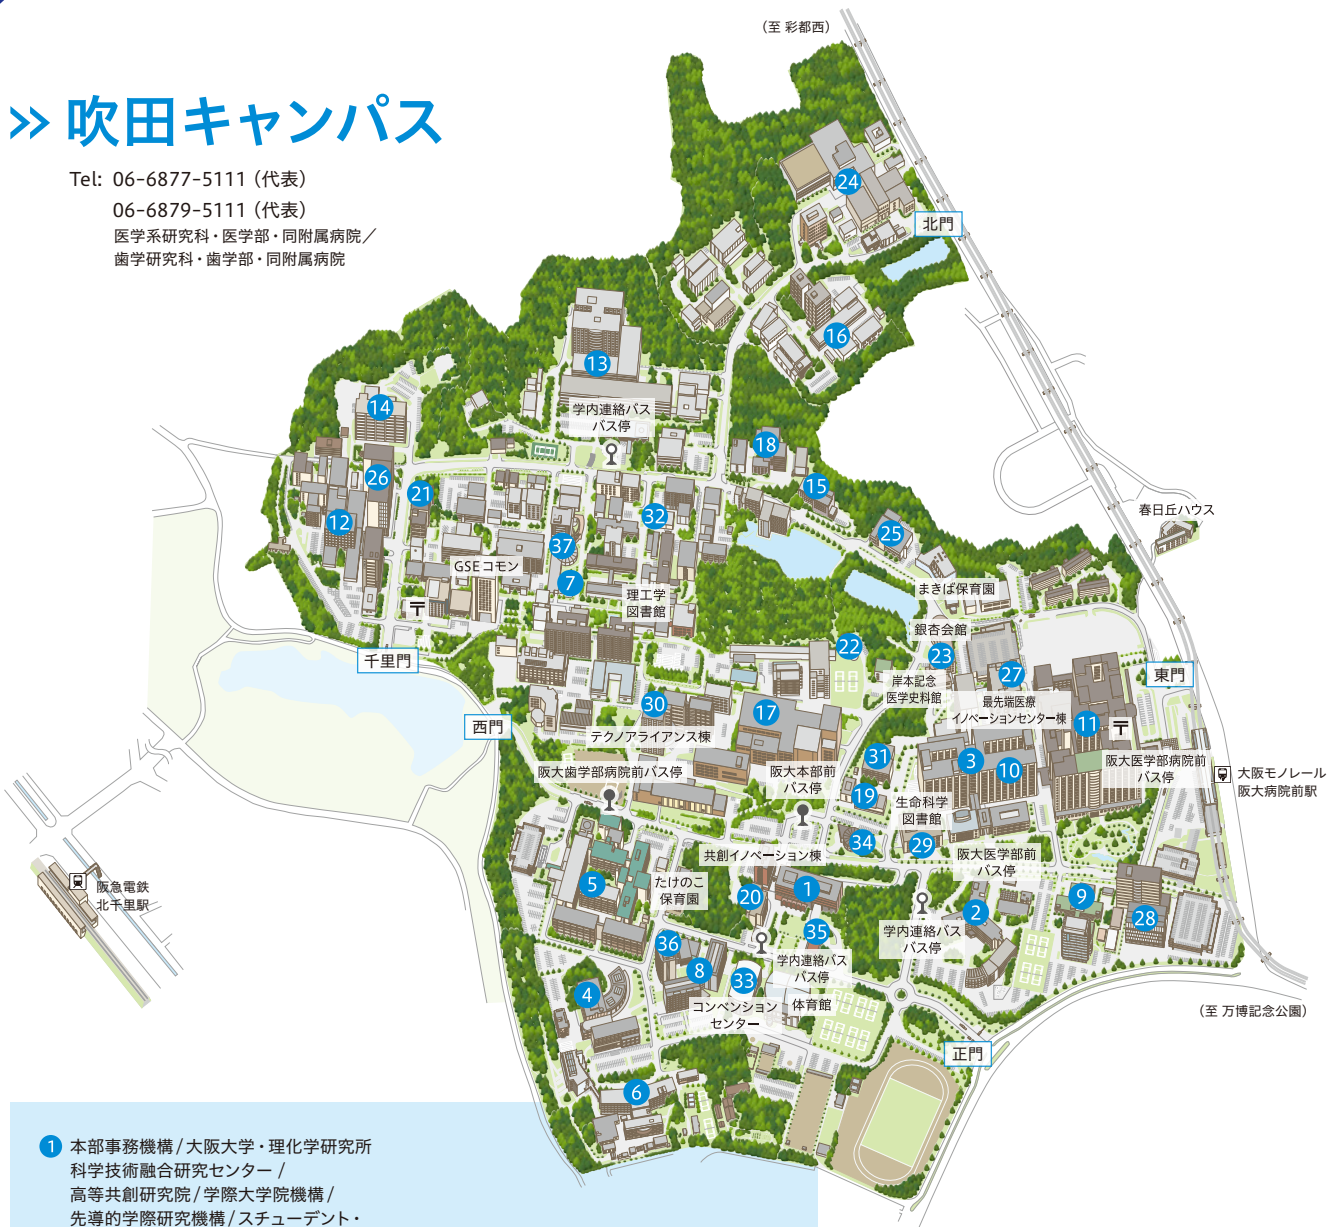 (至 彩都西)
>> 吹田キャンパス
Tel: 06-6877-5111 (代表)
06-6879-5111 (代表)
医学系研究科・医学部・同附属病院／
歯学研究科・歯学部・同附属病院
24
北門
16
13
14
学内連絡バス
バス停
18
26
21
15
12
32
25
春日丘ハウス
37
GSEコモン
7
理工学
図書館
まきば保育園
〒
銀杏会館
22
23
千里門
岸本記念
医学史料館
27
東門
最先端医療
イノベーションセンター棟
30
17
西門
11
〒
テクノアライアンス棟
31
3
10
阪大医学部病院前
バス停
阪大歯学部病院前バス停
阪大本部前
バス停
大阪モノレール
阪大病院前駅
19
生命科学
図書館
34
29
共創イノベーション棟
阪大医学部前
バス停
阪急電鉄
北千里駅
5
たけのこ
保育園
20
1
9
28
2
35
学内連絡バス
バス停
36
8
学内連絡バス
バス停
33
4
コンベンション
センター
体育館
(至 万博記念公園)
正門
6
1 本部事務機構/大阪大学・理化学研究所
科学技術融合研究センター /
高等共創研究院/学際大学院機構/
先導的学際研究機構/スチューデント・